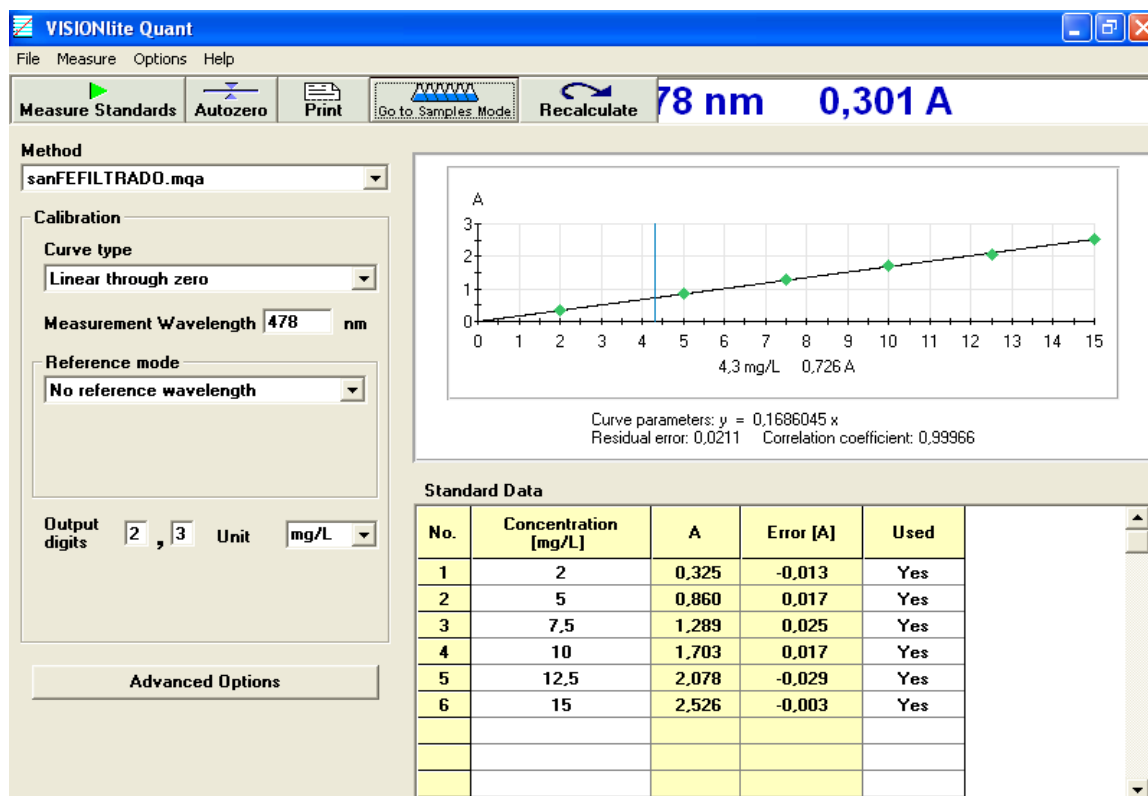 VISIONlite Quant
File Measure Options Help
Measure Standards Autozero Print Go to Samples Mode Recalculate 78 nm 0,301 A
Method
sanFEFILTRADO.mqa
Calibration
Curve type
Linear through zero
Measurement Wavelength 478 nm
Reference mode
No reference wavelength
Output digits 2 , 3 Unit mg/L
Advanced Options
A
3
2
1
0
0 1 2 3 4 5 6 7 8 9 10 11 12 13 14 15
4,3 mg/L 0,726 A
Curve parameters: y = 0,1686045 x
Residual error: 0,0211 Correlation coefficient: 0,99966
Standard Data
No. Concentration [mg/L] A Error [A] Used
1 2 0,325 -0,013 Yes
2 5 0,860 0,017 Yes
3 7,5 1,289 0,025 Yes
4 10 1,703 0,017 Yes
5 12,5 2,078 -0,029 Yes
6 15 2,526 -0,003 Yes